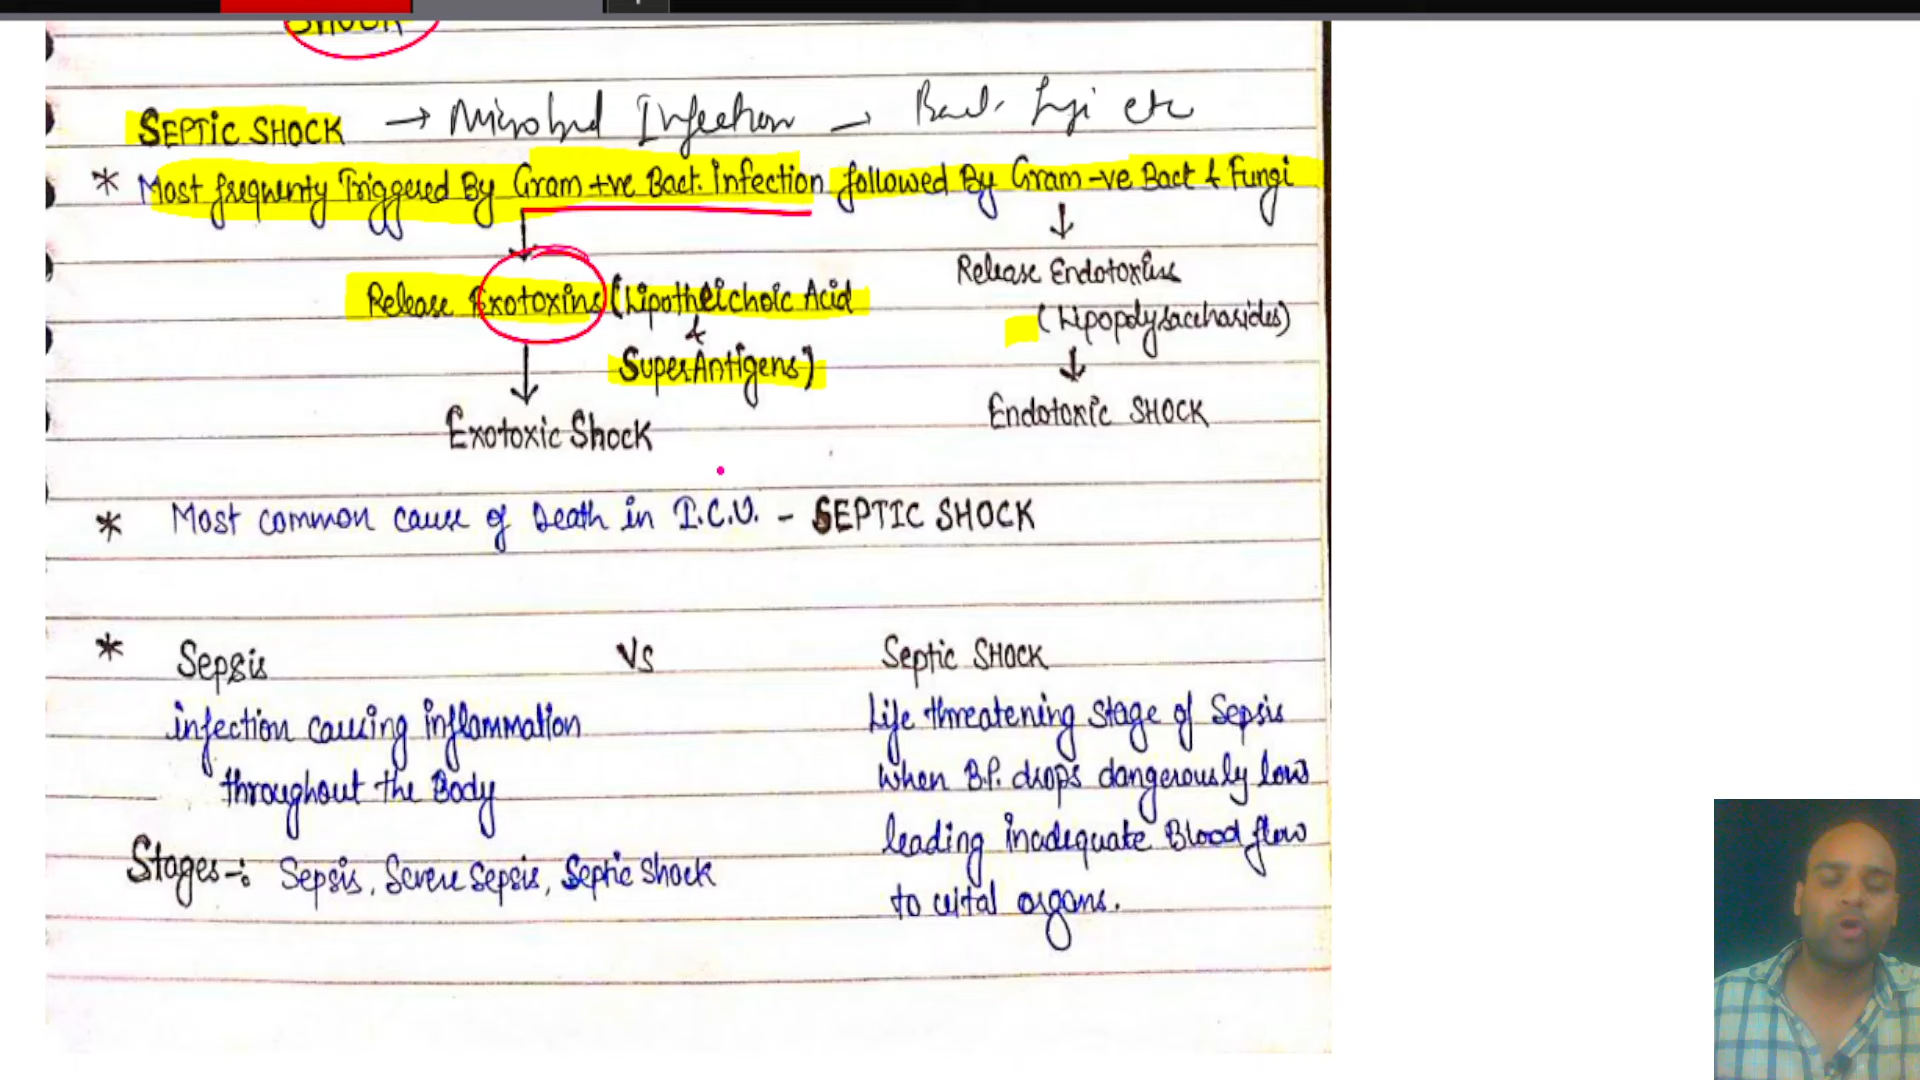 SHOCK
SEPTIC SHOCK → Microbial Infection → Bact. fungi etc
* Most frequenty Triggered By Gram +ve Bact. Infection followed By Gram -ve Bact & Fungi
Release Exotoxins (Lipotheichoic Acid
&
SuperAntigens)
Release Endotoxins
(Lipopolysaccharides)
Exotoxic Shock
Endotoxic SHOCK
* Most common cause of Death in I.C.U. - SEPTIC SHOCK
* Sepsis Vs Septic SHOCK
infection causing inflammation
throughout the Body
Stages-: Sepsis, Severe Sepsis, Septic Shock
Life threatening stage of Sepsis
when B.P. drops dangerously low
leading inadequate Blood flow
to vital organs.